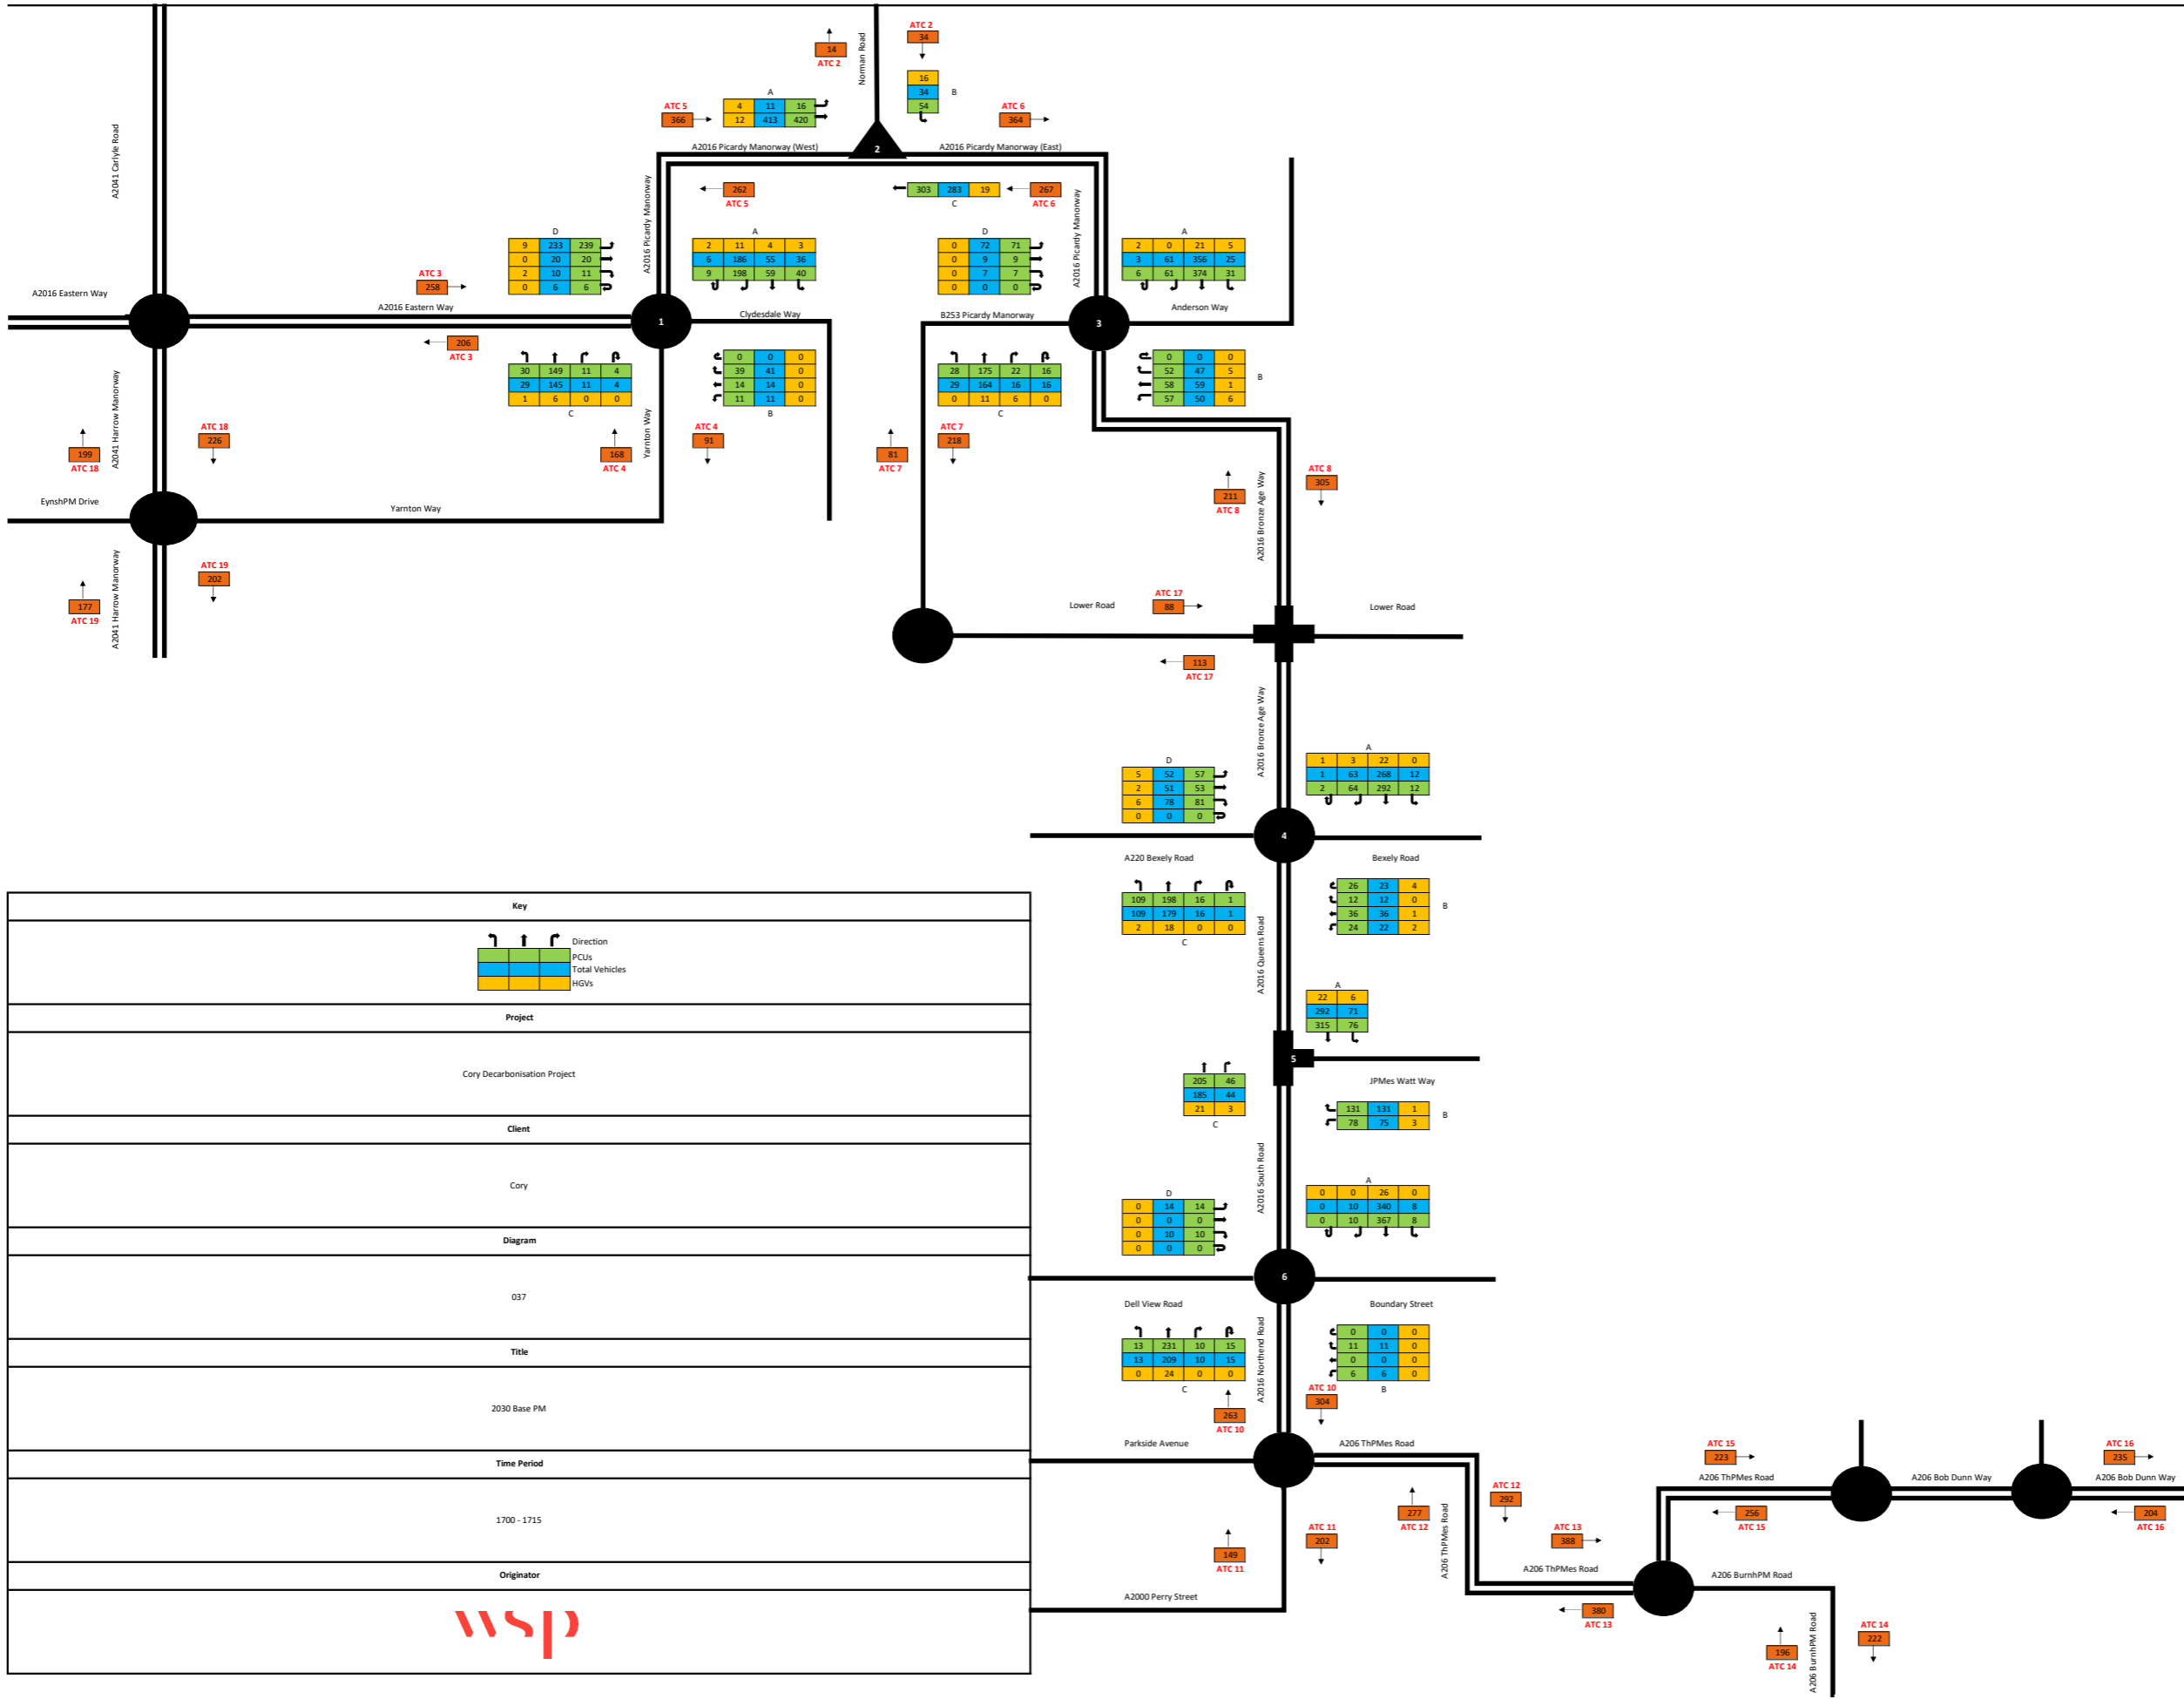 ATC 2
34
14
ATC 2
Norman Road
16
34
54
B
A
4 11 16
12 413 420
ATC 5
366
ATC 6
364
A2016 Picardy Manorway (West)
2
A2016 Picardy Manorway (East)
A2041 Carlyle Road
A2016 Picardy Manorway
262
ATC 5
303 283 19
C
267
ATC 6
A2016 Picardy Manorway
D
9 233 239
0 20 20
2 10 11
0 6 6
A
2 11 4 3
6 186 55 36
9 198 59 40
D
0 72 71
0 9 9
0 7 7
0 0 0
A
2 0 21 5
3 61 356 25
6 61 374 31
ATC 3
258
A2016 Eastern Way
A2016 Eastern Way
1
Clydesdale Way
B253 Picardy Manorway
3
Anderson Way
206
ATC 3
30 149 11 4
29 145 11 4
1 6 0 0
C
0 0 0
39 41 0
14 14 0
11 11 0
B
28 175 22 16
29 164 16 16
0 11 6 0
C
0 0 0
52 47 5
58 59 1
57 50 6
B
A2041 Harrow Manorway
199
ATC 18
ATC 18
226
168
ATC 4
Yarnton Way
ATC 4
91
81
ATC 7
ATC 7
218
211
ATC 8
A2016 Bronze Age Way
ATC 8
305
EynshPM Drive
Yarnton Way
177
ATC 19
A2041 Harrow Manorway
ATC 19
202
Lower Road
ATC 17
88
Lower Road
113
ATC 17
A2016 Bronze Age Way
D
5 52 57
2 51 53
6 78 81
0 0 0
A
1 3 22 0
1 63 268 12
2 64 292 12
4
A220 Bexely Road
Bexely Road
109 198 16 1
109 179 16 1
2 18 0 0
C
A2016 Queens Road
26 23 4
12 12 0
36 36 1
24 22 2
B
A
22 6
292 71
315 76
5
JPMes Watt Way
205 46
185 44
21 3
C
131 131 1
78 75 3
B
A2016 South Road
D
0 14 14
0 0 0
0 10 10
0 0 0
A
0 0 26 0
0 10 340 8
0 10 367 8
6
Dell View Road
Boundary Street
13 231 10 15
13 209 10 15
0 24 0 0
C
A2016 Northend Road
0 0 0
11 11 0
0 0 0
6 6 0
B
263
ATC 10
ATC 10
304
Parkside Avenue
A206 ThPMes Road
149
ATC 11
ATC 11
202
A2000 Perry Street
277
ATC 12
A206 ThPMes Road
ATC 12
292
ATC 13
388
A206 ThPMes Road
380
ATC 13
ATC 15
223
A206 ThPMes Road
256
ATC 15
A206 Bob Dunn Way
ATC 16
235
A206 Bob Dunn Way
204
ATC 16
A206 BurnhPM Road
196
ATC 14
A206 BurnhPM Road
ATC 14
222
Key
Direction
PCUs
Total Vehicles
HGVs
Project
Cory Decarbonisation Project
Client
Cory
Diagram
037
Title
2030 Base PM
Time Period
1700 - 1715
Originator
wsp